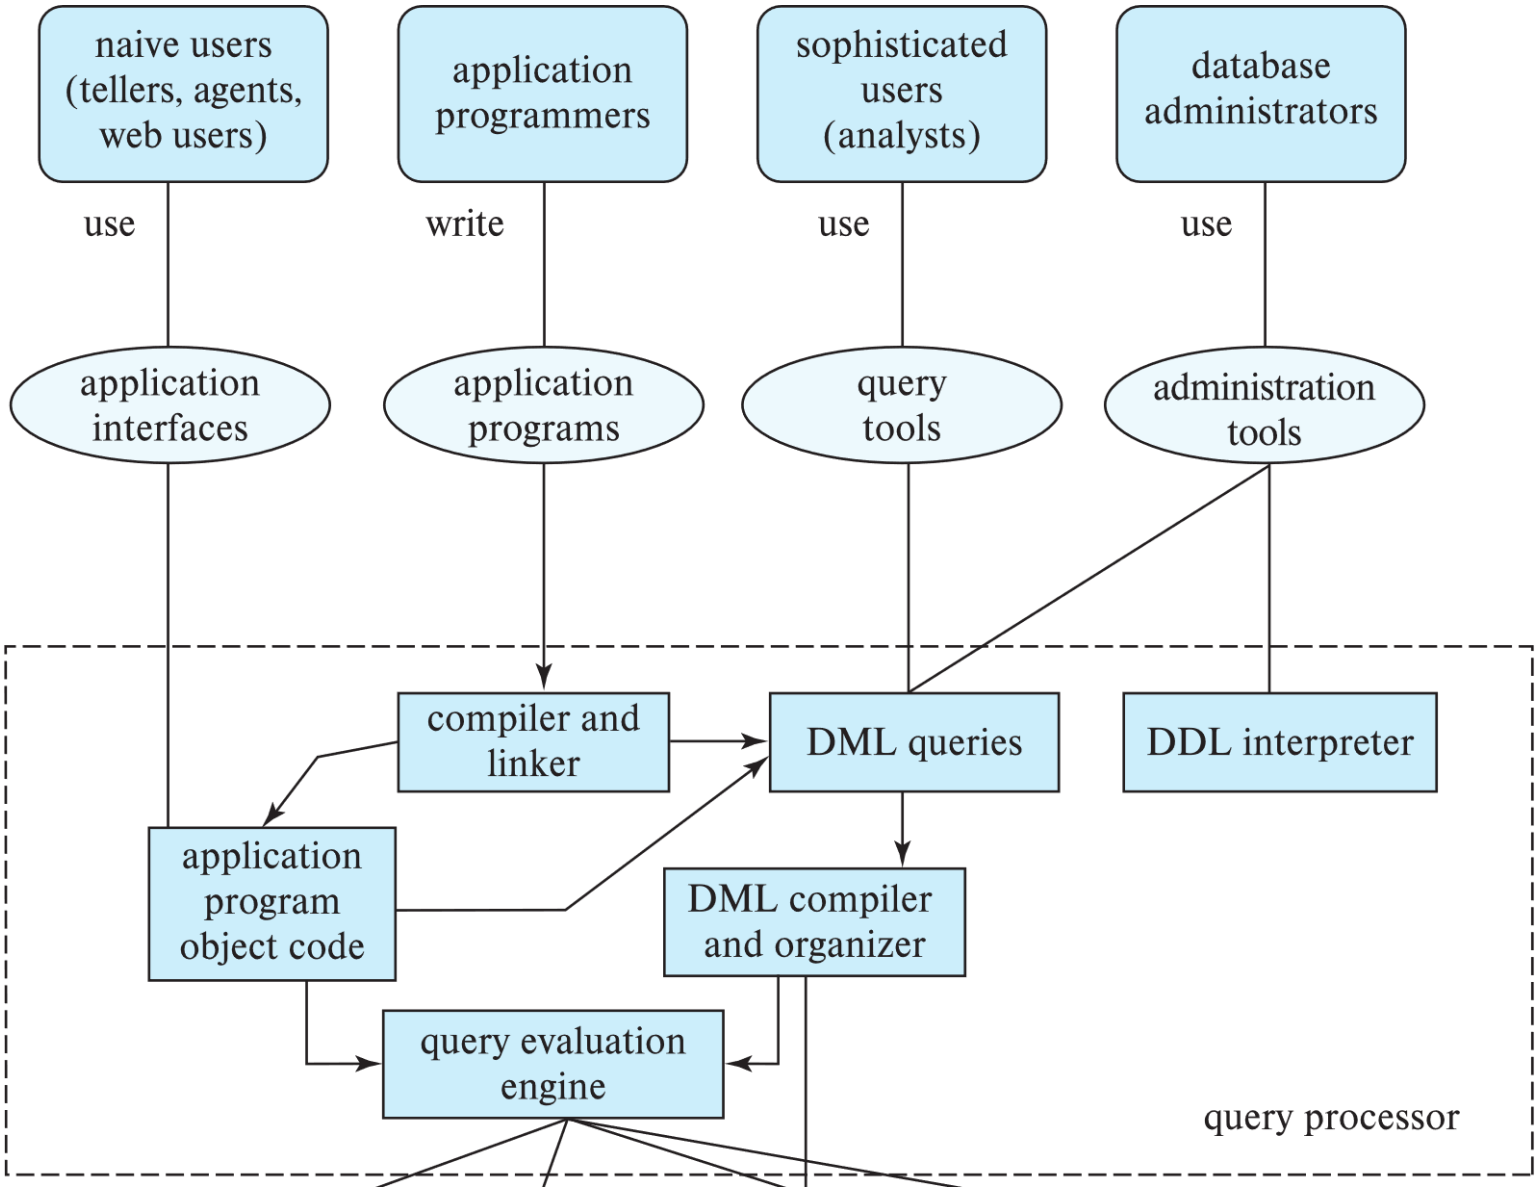 naive users
(tellers, agents,
web users)
application
programmers
sophisticated
users
(analysts)
database
administrators
use
write
use
use
application
interfaces
application
programs
query
tools
administration
tools
compiler and
linker
DML queries
DDL interpreter
application
program
object code
DML compiler
and organizer
query evaluation
engine
query processor